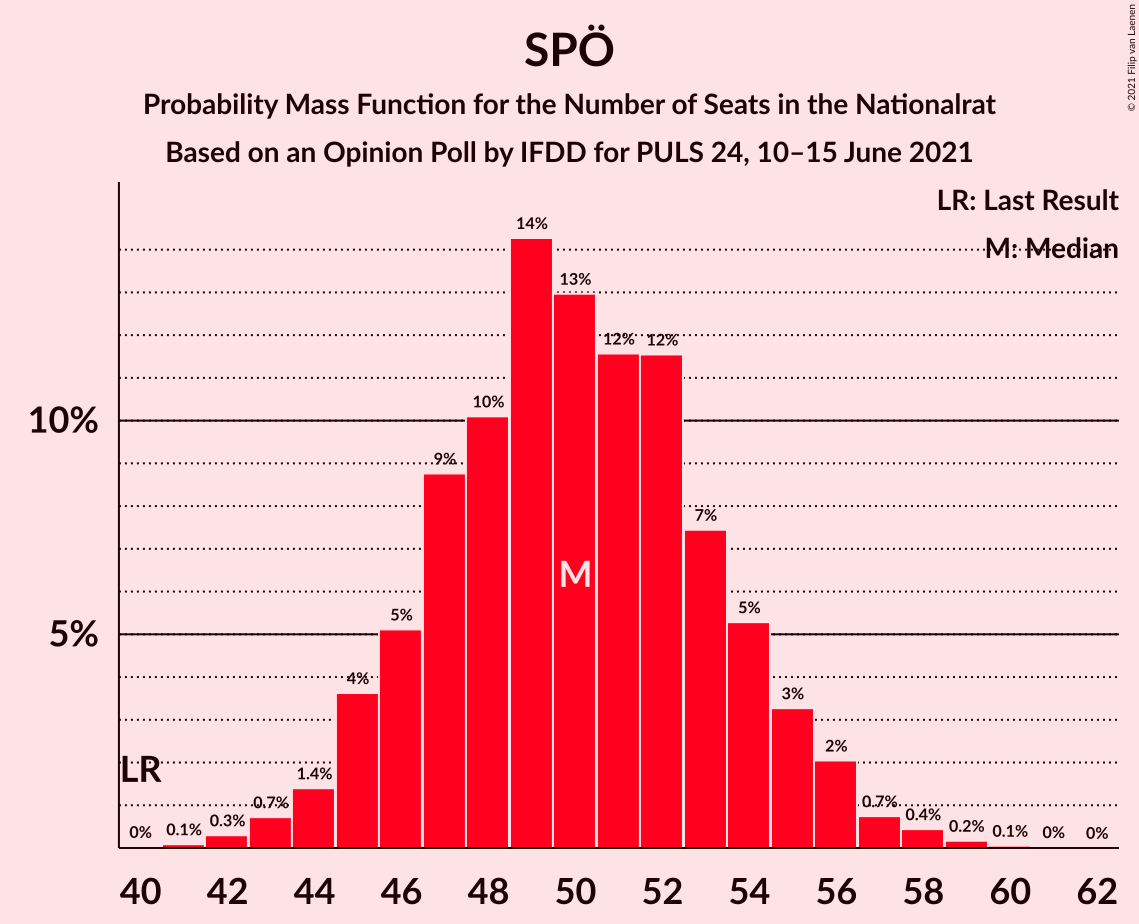 SPÖ
Probability Mass Function for the Number of Seats in the Nationalrat
Based on an Opinion Poll by IFDD for PULS 24, 10–15 June 2021
© 2021 Filip van Laenen
LR: Last Result
M: Median
14%
13%
12% 12%
10%
10%
9%
7%
M
5%
5%
5%
4%
3%
LR
2%
1.4%
0.7%
0.7%
0.3%
0.4%
0% 0.1% 0.2% 0.1% 0% 0%
40 42 44 46 48 50 52 54 56 58 60 62